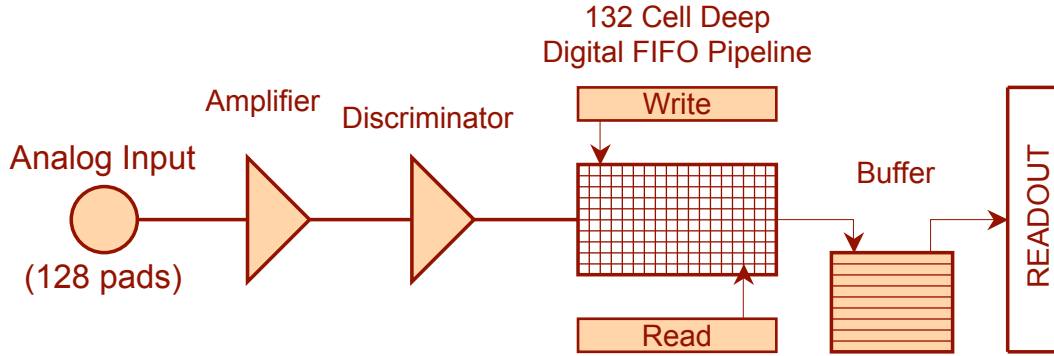 132 Cell Deep
Digital FIFO Pipeline
Write
Amplifier
Discriminator
Analog Input
(128 pads)
Read
Buffer
READOUT